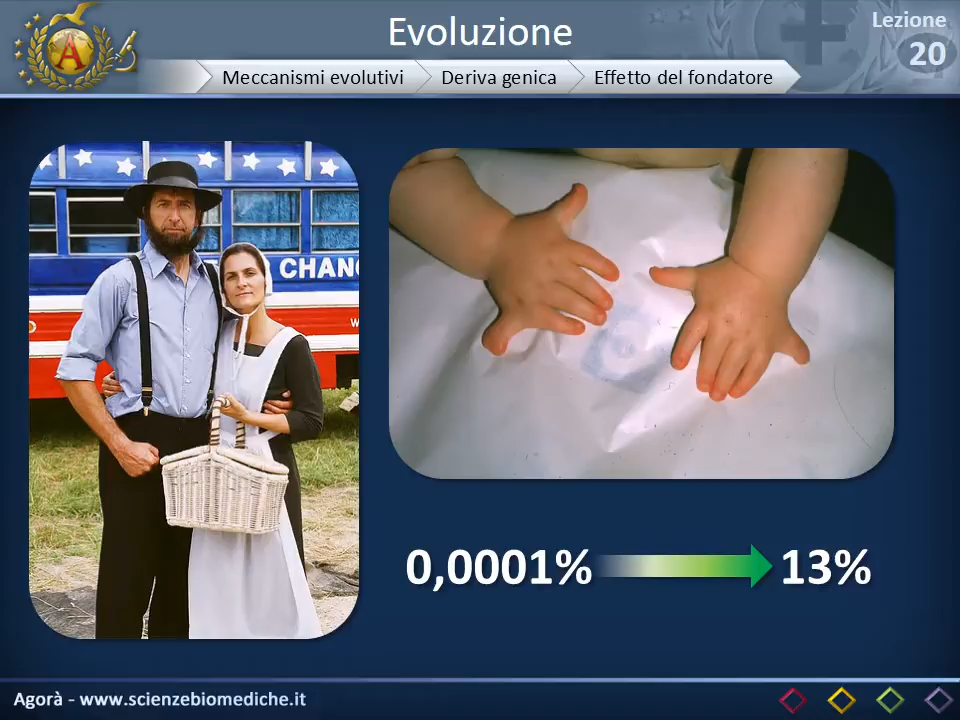 Evoluzione
Lezione
20
Meccanismi evolutivi
Deriva genica
Effetto del fondatore
A
CHANG
0,0001%
13%
Agorà - www.scienzebiomediche.it